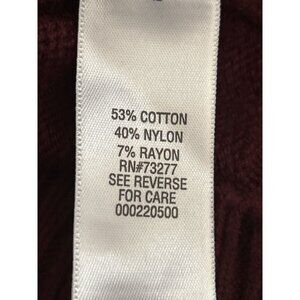 53% COTTON
40% NYLON
7% RAYON
RN#73277
SEE REVERSE
FOR CARE
000220500